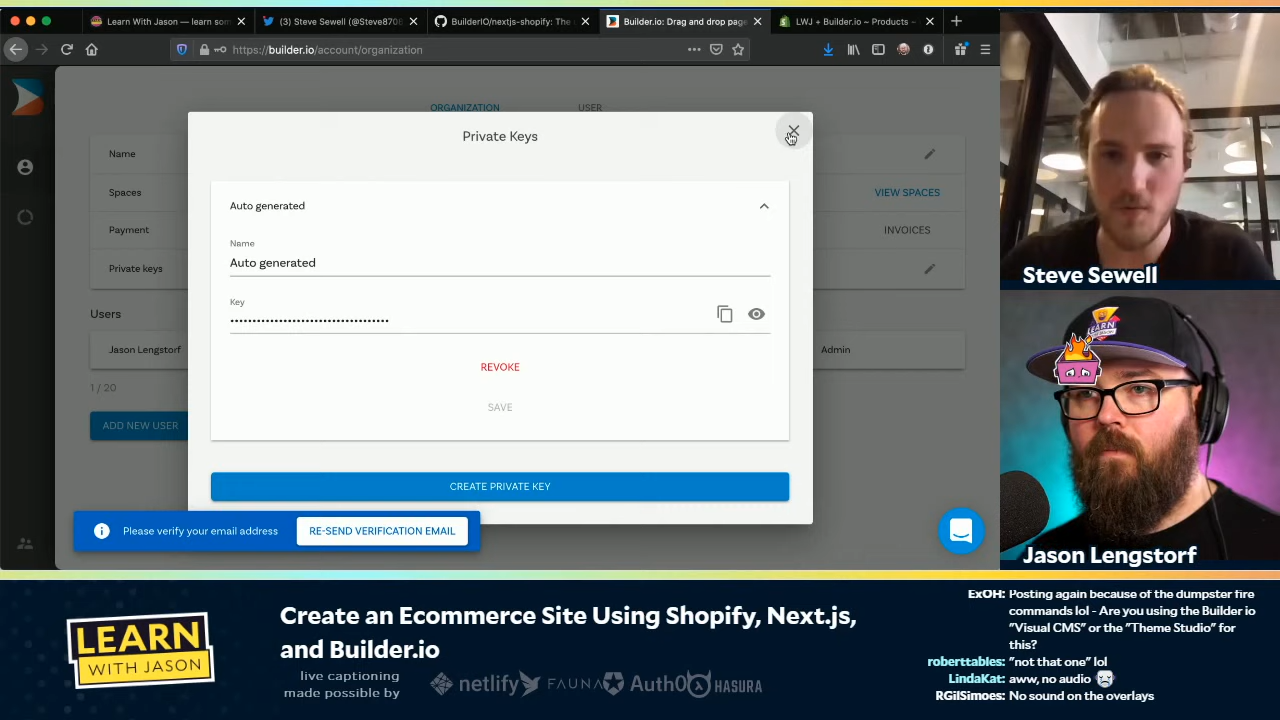 Learn With Jason — learn som
(3) Steve Sewell (@Steve8708
BuilderIO/nextjs-shopify: The
Builder.io: Drag and drop page
LWJ + Builder.io ~ Products ~
https://builder.io/account/organization
ORGANIZATION
USER
Private Keys
Name
Spaces
VIEW SPACES
Payment
INVOICES
Private keys
Auto generated
Name
Auto generated
Key
REVOKE
SAVE
CREATE PRIVATE KEY
Users
Jason Lengstorf
Admin
1 / 20
ADD NEW USER
Please verify your email address
RE-SEND VERIFICATION EMAIL
Steve Sewell
LEARN
Jason Lengstorf
LEARN
WITH JASON
Create an Ecommerce Site Using Shopify, Next.js,
and Builder.io
live captioning
made possible by
netlify
FAUNA
Auth0
HASURA
ExOH: Posting again because of the dumpster fire
commands lol - Are you using the Builder io
"Visual CMS" or the "Theme Studio" for
this?
roberttables: "not that one" lol
LindaKat: aww, no audio
RGilSimoes: No sound on the overlays